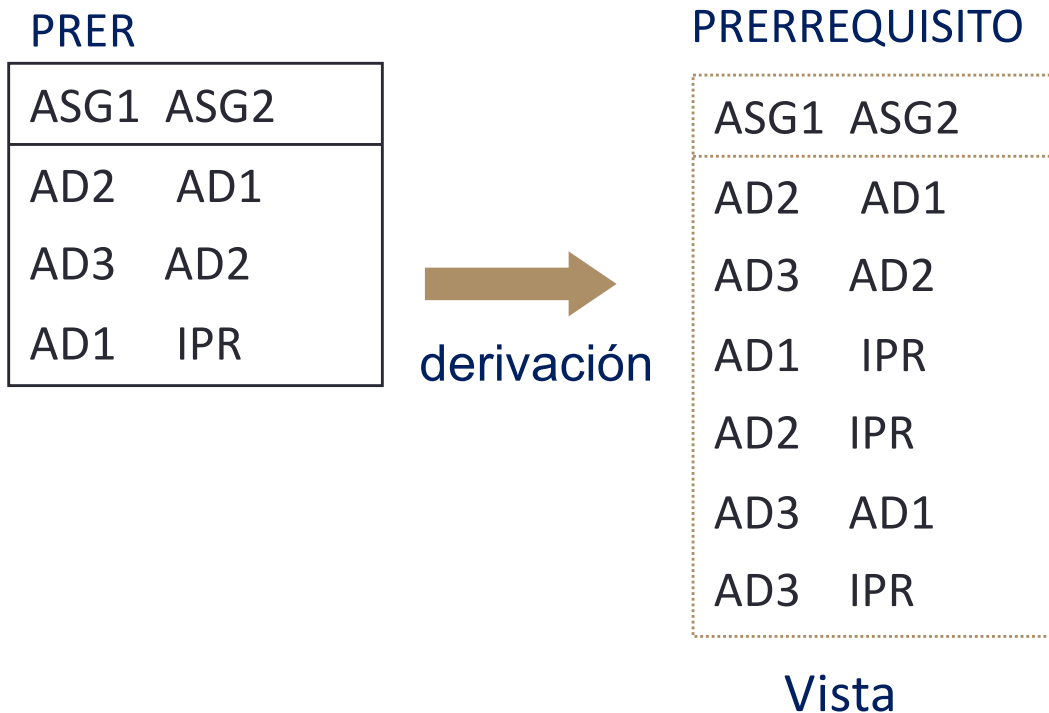 PRER
ASG1 ASG2
AD2 AD1
AD3 AD2
AD1 IPR
derivación
PRERREQUISITO
ASG1 ASG2
AD2 AD1
AD3 AD2
AD1 IPR
AD2 IPR
AD3 AD1
AD3 IPR
Vista